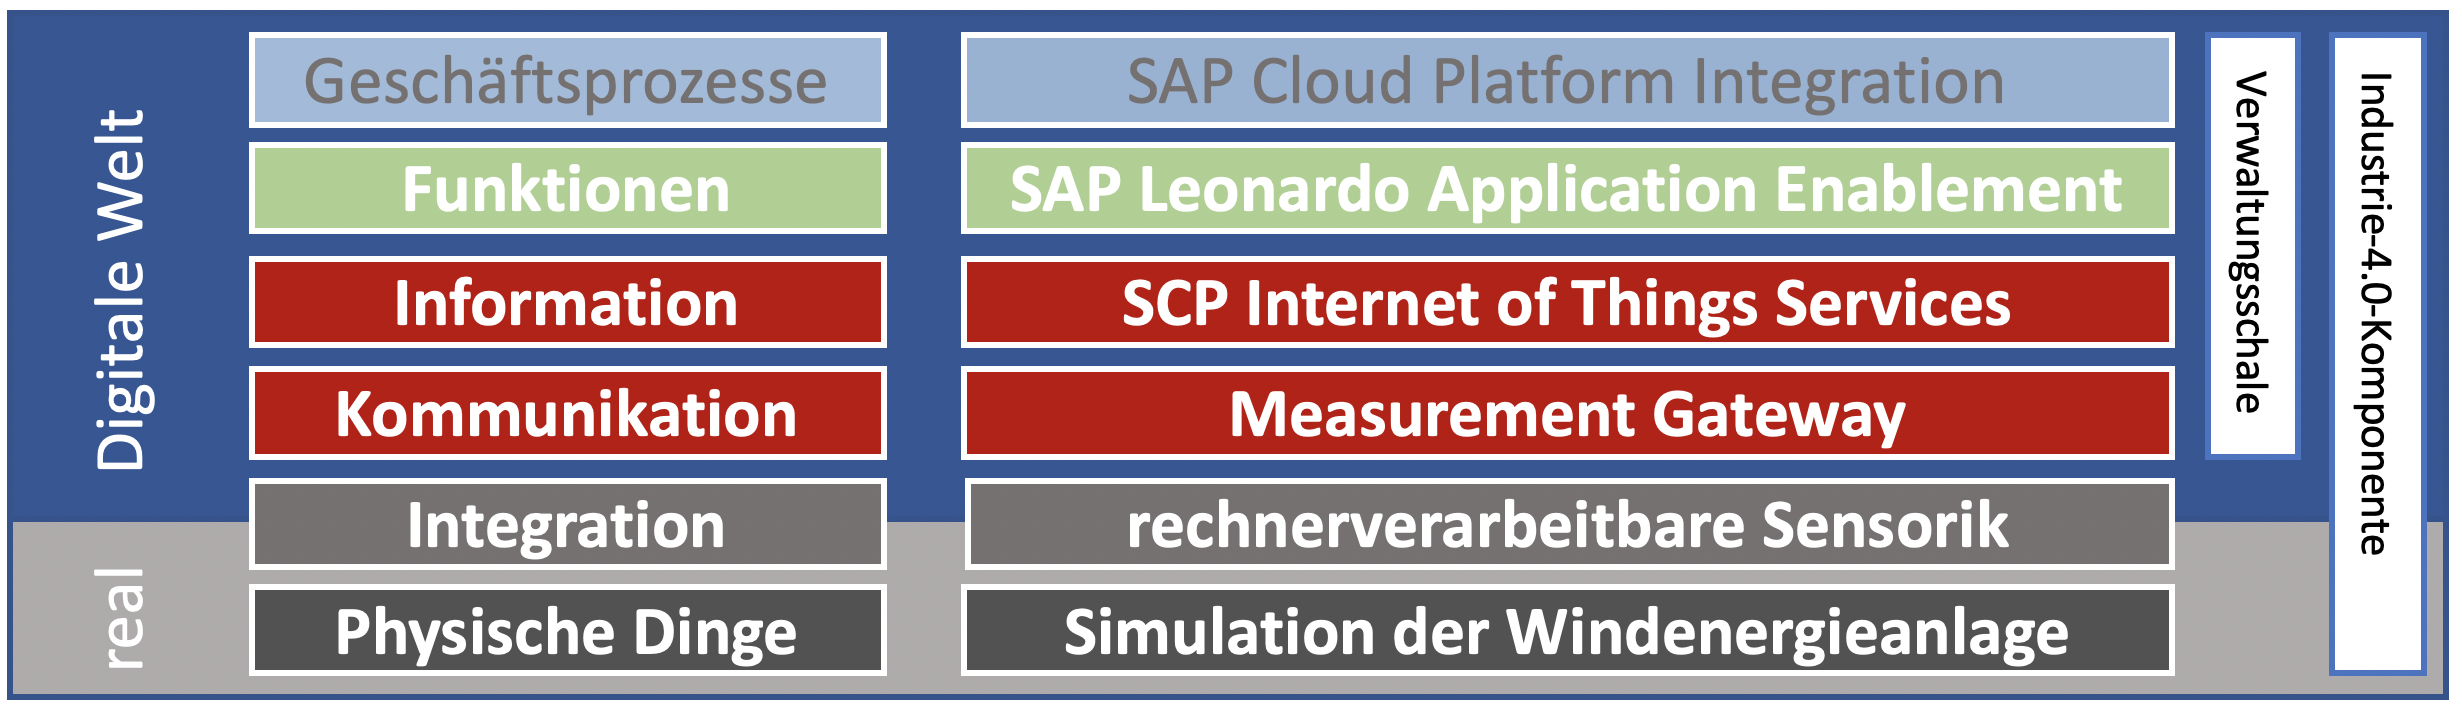 Digitale Welt
real
Geschäftsprozesse
SAP Cloud Platform Integration
Funktionen
SAP Leonardo Application Enablement
Information
SCP Internet of Things Services
Kommunikation
Measurement Gateway
Integration
rechnerverarbeitbare Sensorik
Physische Dinge
Simulation der Windenergieanlage
Verwaltungsschale
Industrie-4.0-Komponente